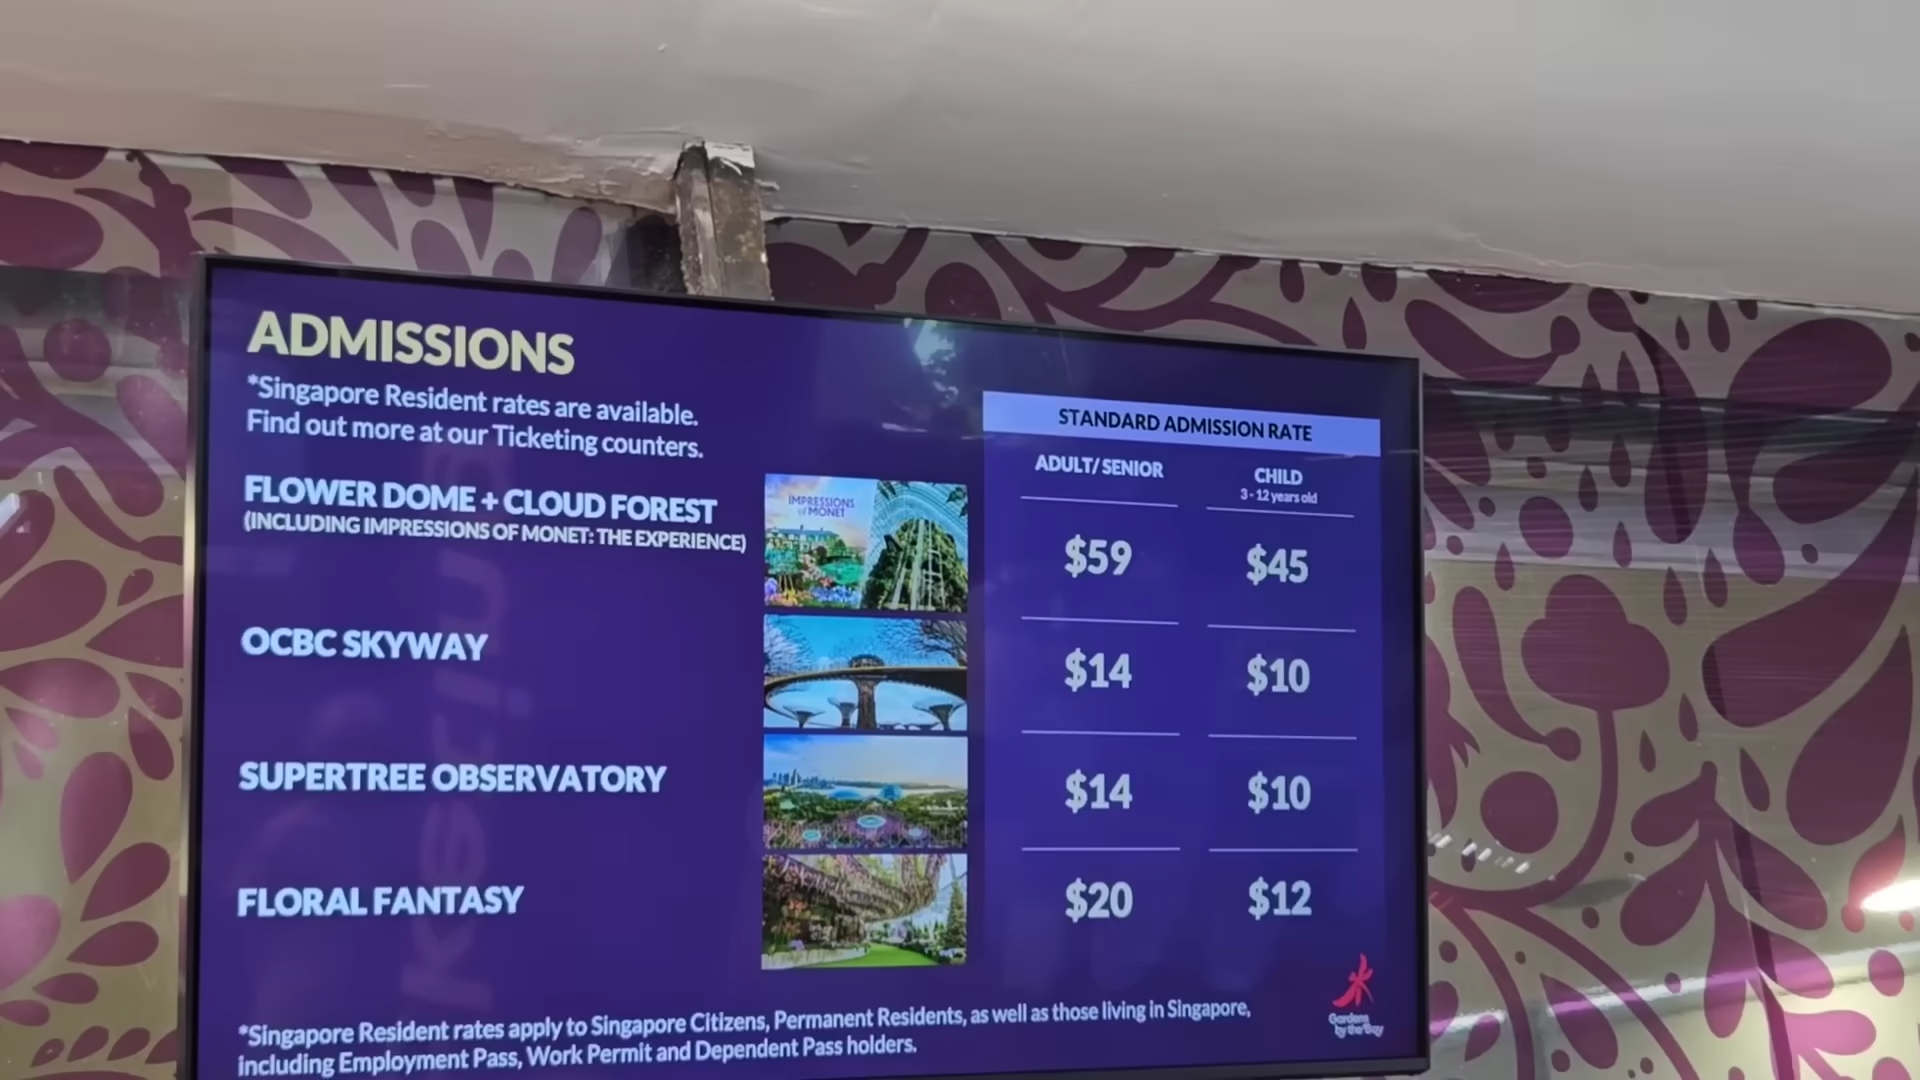 ADMISSIONS
*Singapore Resident rates are available.
Find out more at our Ticketing counters.
STANDARD ADMISSION RATE
ADULT/ SENIOR
CHILD
3 - 12 years old
FLOWER DOME + CLOUD FOREST
(INCLUDING IMPRESSIONS OF MONET: THE EXPERIENCE)
IMPRESSIONS
of MONET
$59
$45
OCBC SKYWAY
$14
$10
SUPERTREE OBSERVATORY
$14
$10
FLORAL FANTASY
$20
$12
*Singapore Resident rates apply to Singapore Citizens, Permanent Residents, as well as those living in Singapore,
including Employment Pass, Work Permit and Dependent Pass holders.
Gardens
by the Bay